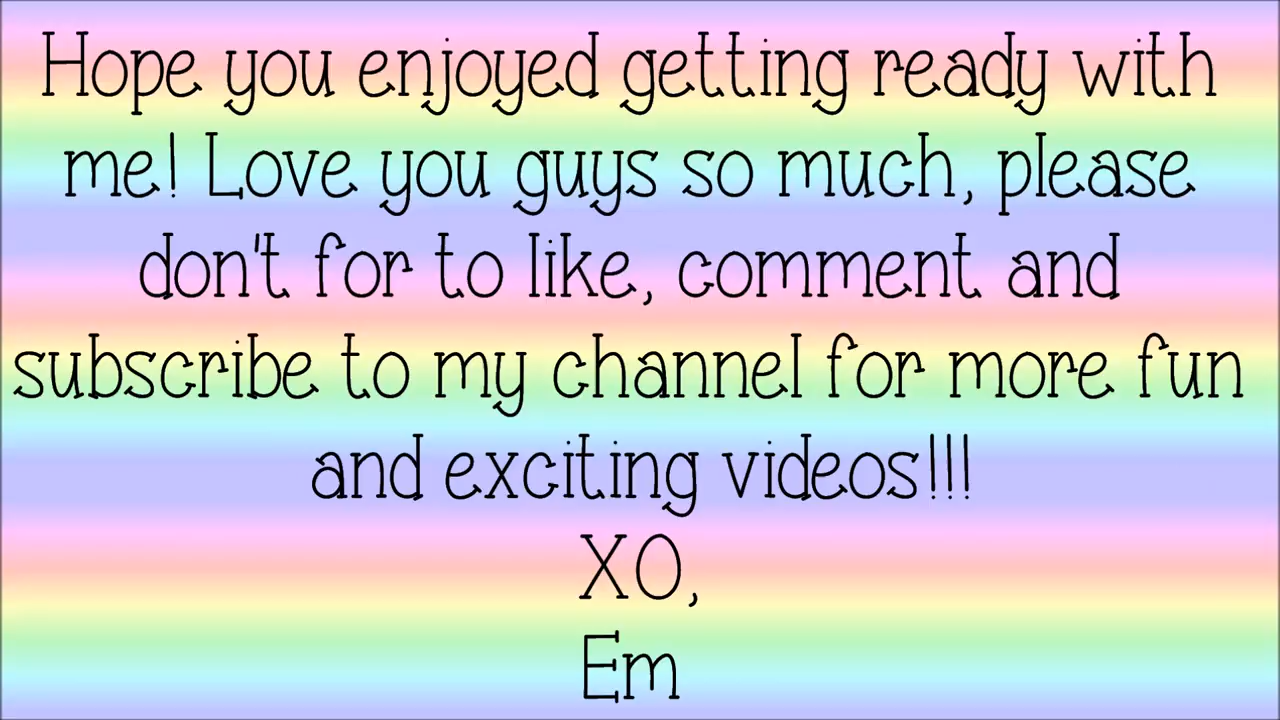 Hope you enjoyed getting ready with
me! Love you guys so much, please
don't for to like, comment and
subscribe to my channel for more fun
and exciting videos!!!
XO,
Em